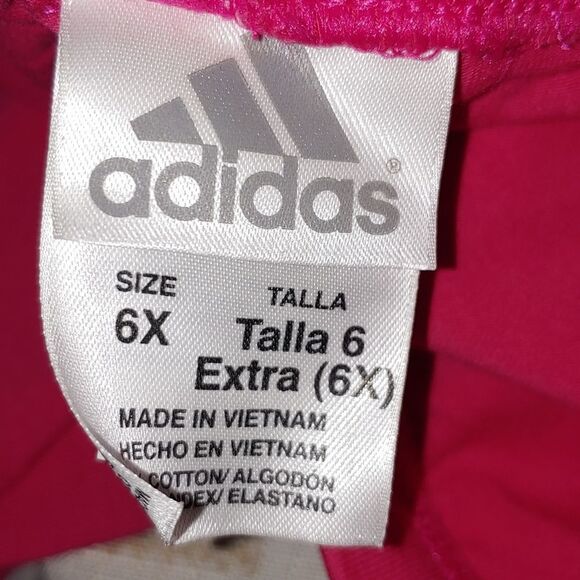 adidas®
SIZE TALLA
6X Talla 6
Extra (6X)
MADE IN VIETNAM
HECHO EN VIETNAM
COTTON/ ALGODÓN
DEX/ ELASTANO